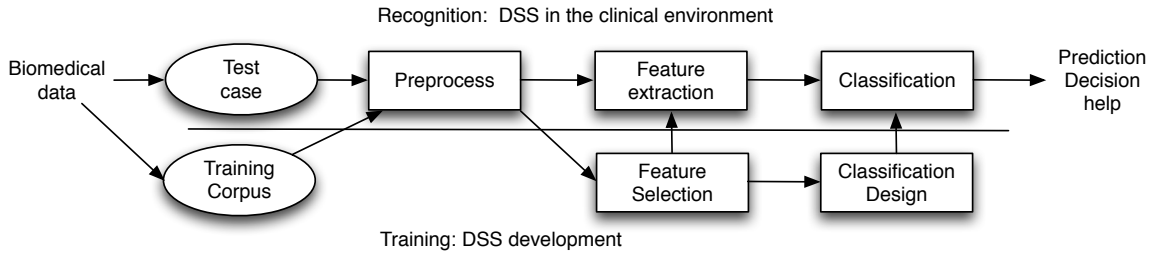 Recognition: DSS in the clinical environment
Biomedical
data
Test
case
Preprocess
Feature
extraction
Classification
Prediction
Decision
help
Training
Corpus
Feature
Selection
Classification
Design
Training: DSS development